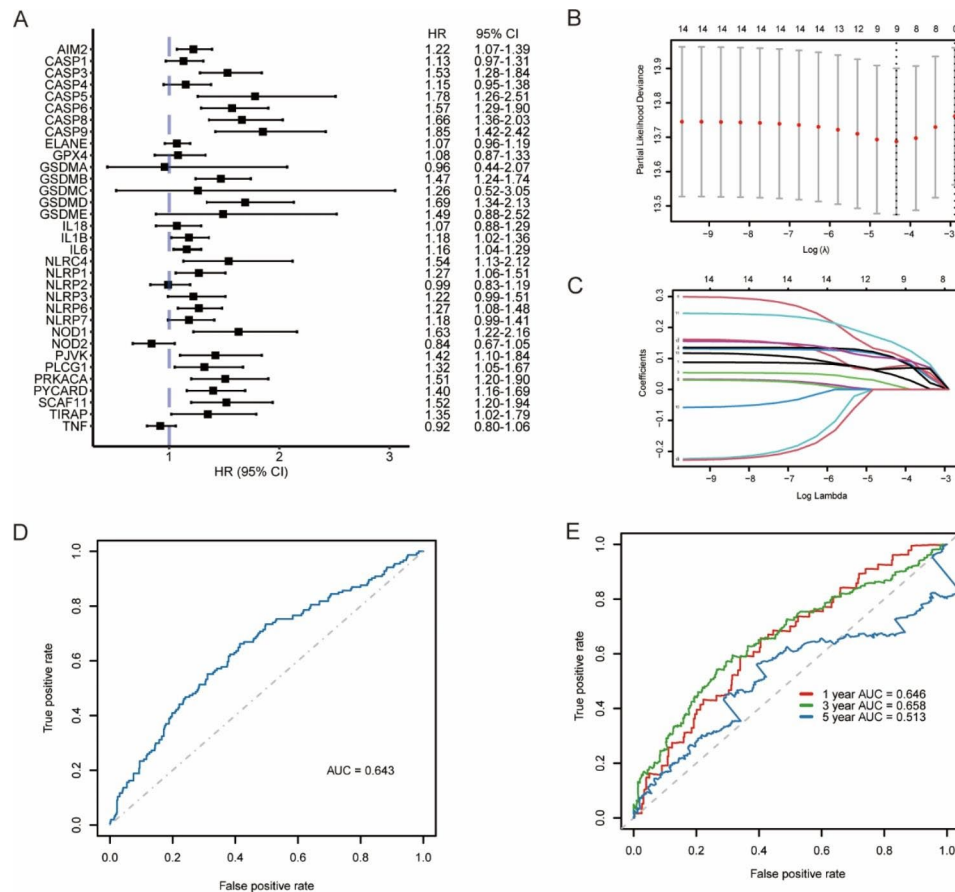 A
HR 95% CI
AIM2 1.22 1.07-1.39
CASP1 1.13 0.97-1.31
CASP3 1.53 1.28-1.84
CASP4 1.15 0.95-1.38
CASP5 1.78 1.26-2.51
CASP6 1.57 1.29-1.90
CASP8 1.66 1.36-2.03
CASP9 1.85 1.42-2.42
ELANE 1.07 0.96-1.19
GPX4 1.08 0.87-1.33
GSDMA 0.96 0.44-2.07
GSDMB 1.47 1.24-1.74
GSDMC 1.26 0.52-3.05
GSDMD 1.69 1.34-2.13
GSDME 1.49 0.88-2.52
IL18 1.07 0.88-1.29
IL1B 1.18 1.02-1.36
IL6 1.16 1.04-1.29
NLRC4 1.54 1.13-2.12
NLRP1 1.27 1.06-1.51
NLRP2 0.99 0.83-1.19
NLRP3 1.22 0.99-1.51
NLRP6 1.27 1.08-1.48
NLRP7 1.18 0.99-1.41
NOD1 1.63 1.22-2.16
NOD2 0.84 0.67-1.05
PJVK 1.42 1.10-1.84
PLCG1 1.32 1.05-1.67
PRKACA 1.51 1.20-1.90
PYCARD 1.40 1.16-1.69
SCAF11 1.52 1.20-1.94
TIRAP 1.35 1.02-1.79
TNF 0.92 0.80-1.06
1 2 3
HR (95% CI)
B
14 14 14 14 14 14 14 13 12 9 9 8 8
Partial Likelihood Deviance
13.9
13.8
13.7
13.6
13.5
−9 −8 −7 −6 −5 −4 −3
Log (λ)
C
14 14 14 14 12 9 8
Coefficients
0.3
0.2
0.1
0.0
−0.1
−0.2
−9 −8 −7 −6 −5 −4 −3
Log Lambda
D
True positive rate
1.0
0.8
0.6
0.4
0.2
0.0
AUC = 0.643
0.0 0.2 0.4 0.6 0.8 1.0
False positive rate
E
True positive rate
1.0
0.8
0.6
0.4
0.2
0.0
1 year AUC = 0.646
3 year AUC = 0.658
5 year AUC = 0.513
0.0 0.2 0.4 0.6 0.8 1.0
False positive rate